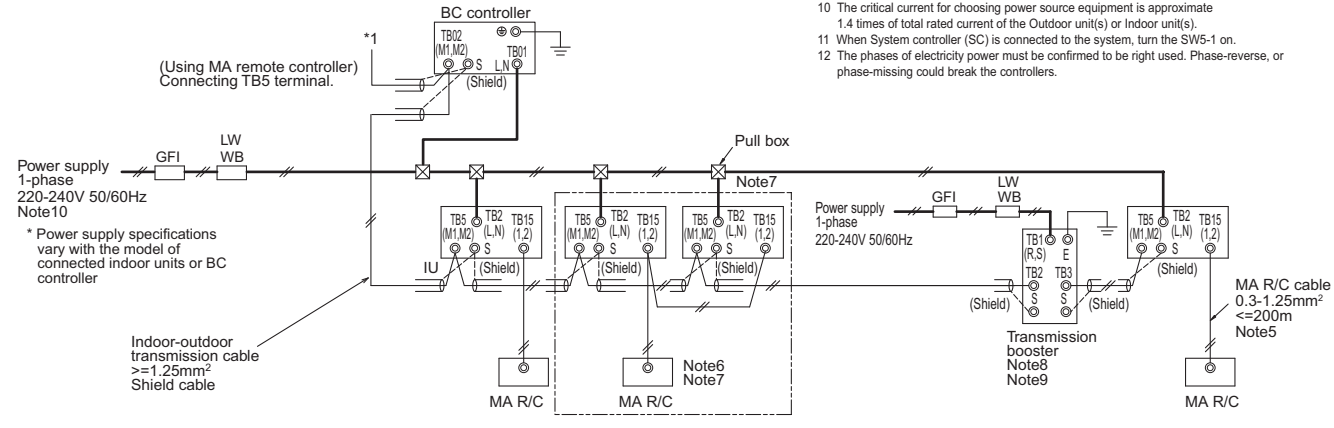 BC controller
TB02
(M1,M2)
S
TB01
L,N
(Shield)
*1
(Using MA remote controller)
Connecting TB5 terminal.
10 The critical current for choosing power source equipment is approximate
1.4 times of total rated current of the Outdoor unit(s) or Indoor unit(s).
11 When System controller (SC) is connected to the system, turn the SW5-1 on.
12 The phases of electricity power must be confirmed to be right used. Phase-reverse, or
phase-missing could break the controllers.
Power supply
1-phase
220-240V 50/60Hz
Note10
* Power supply specifications
vary with the model of
connected indoor units or BC
controller
GFI
LW
WB
Pull box
Note7
IU
TB5
(M1,M2)
TB2
(L,N)
TB15
(1,2)
S
(Shield)
TB5
(M1,M2)
TB2
(L,N)
TB15
(1,2)
S
(Shield)
TB5
(M1,M2)
TB2
(L,N)
TB15
(1,2)
S
(Shield)
Power supply
1-phase
220-240V 50/60Hz
GFI
LW
WB
TB1
(R,S)
E
TB2
TB3
S
S
(Shield)
(Shield)
Transmission
booster
Note8
Note9
TB5
(M1,M2)
TB2
(L,N)
TB15
(1,2)
S
(Shield)
MA R/C cable
0.3-1.25mm²
<=200m
Note5
Indoor-outdoor
transmission cable
>=1.25mm²
Shield cable
MA R/C
Note6
Note7
MA R/C
MA R/C